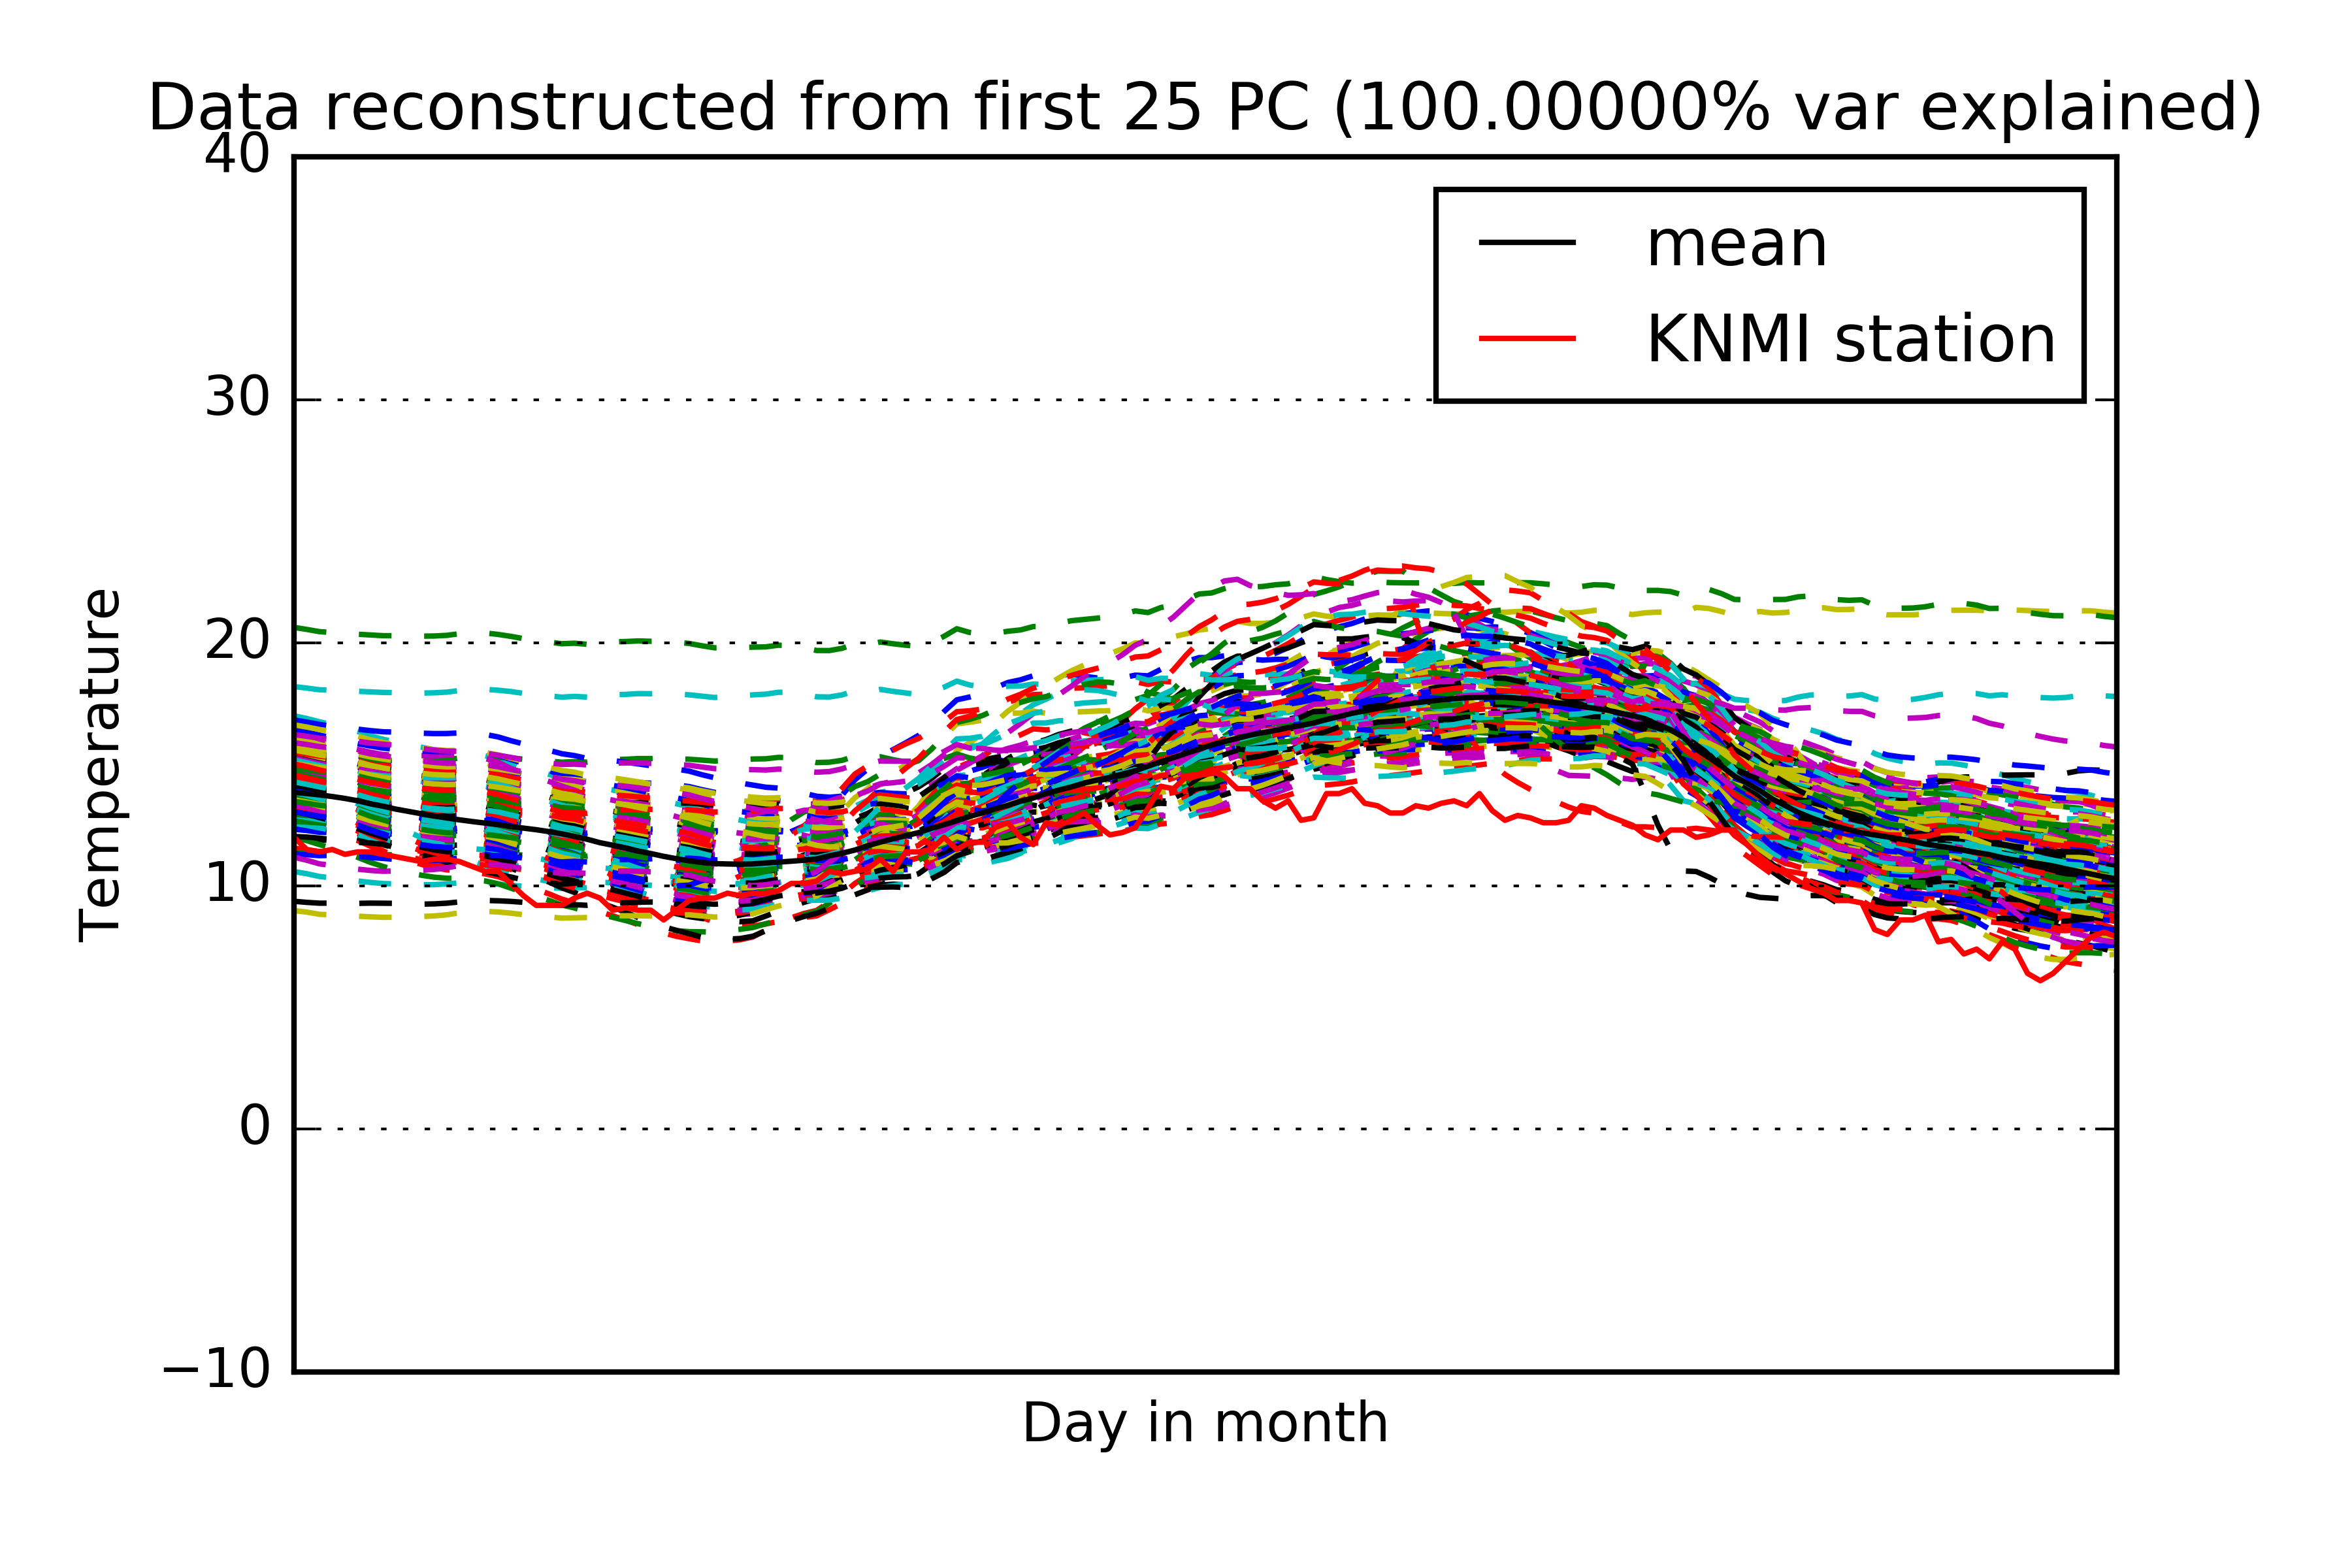 Data reconstructed from first 25 PC (100.00000% var explained)
40
30
20
10
0
−10
Temperature
mean
KNMI station
Day in month